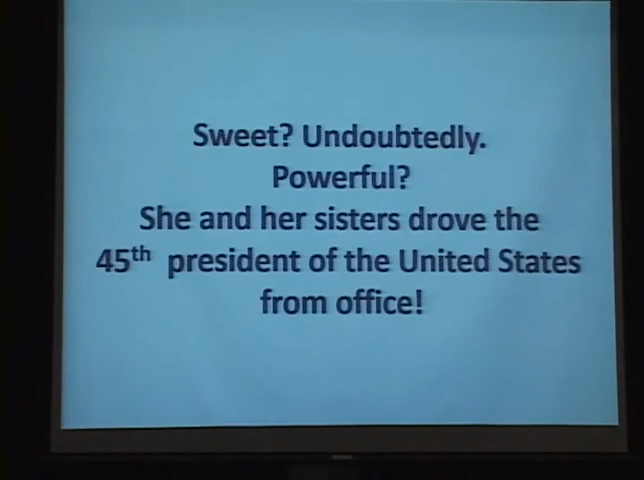 Sweet? Undoubtedly.
Powerful?
She and her sisters drove the
45th president of the United States
from office!